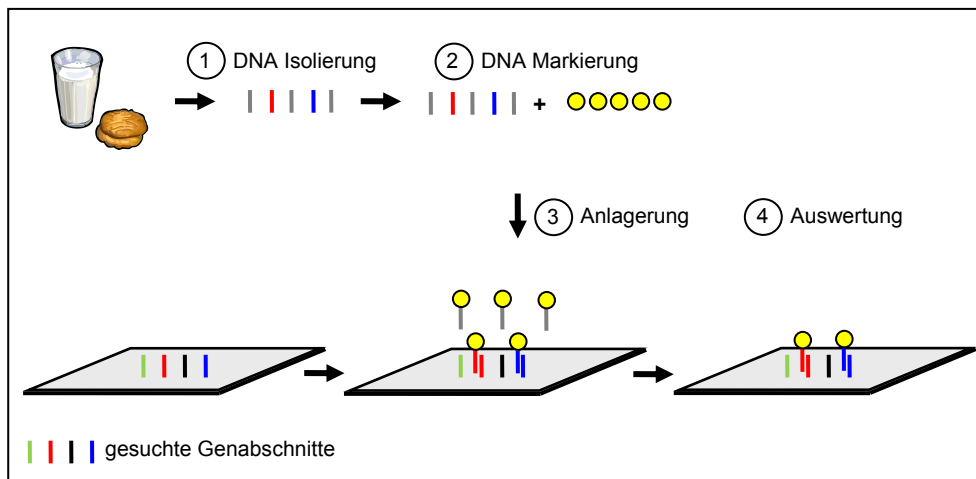 1 DNA Isolierung
2 DNA Markierung
+
3 Anlagerung
4 Auswertung
gesuchte Genabschnitte